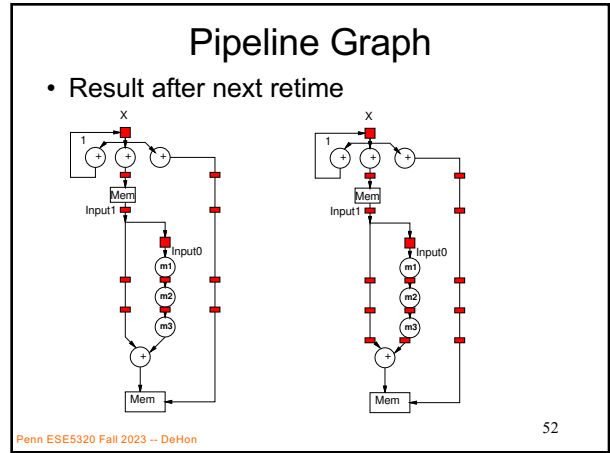 Pipeline Graph
• Result after next retime
X
1
+ + +
Mem
Input1
Input0
m1
m2
m3
+
Mem
X
1
+ + +
Mem
Input1
Input0
m1
m2
m3
+
Mem
Penn ESE5320 Fall 2023 -- DeHon
52